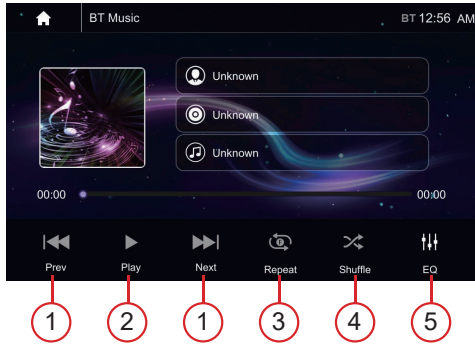 BT Music
BT 12:56 AM
Unknown
Unknown
Unknown
00:00 00:00
Prev Play Next Repeat Shuffle EQ
1 2 1 3 4 5